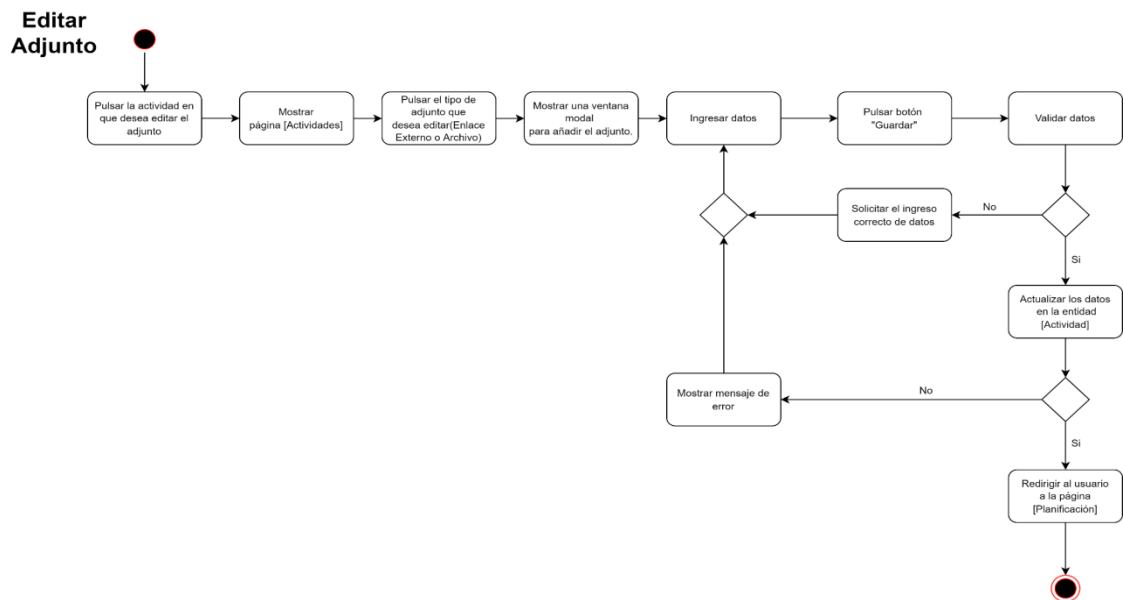 Editar
Adjunto
Pulsar la actividad en
que desea editar el
adjunto
Mostrar
página [Actividades]
Pulsar el tipo de
adjunto que
desea editar(Enlace
Externo o Archivo)
Mostrar una ventana
modal
para añadir el adjunto.
Ingresar datos
Pulsar botón
"Guardar"
Validar datos
Solicitar el ingreso
correcto de datos
No
Si
Actualizar los datos
en la entidad
[Actividad]
Mostrar mensaje de
error
No
Si
Redirigir al usuario
a la página
[Planificación]